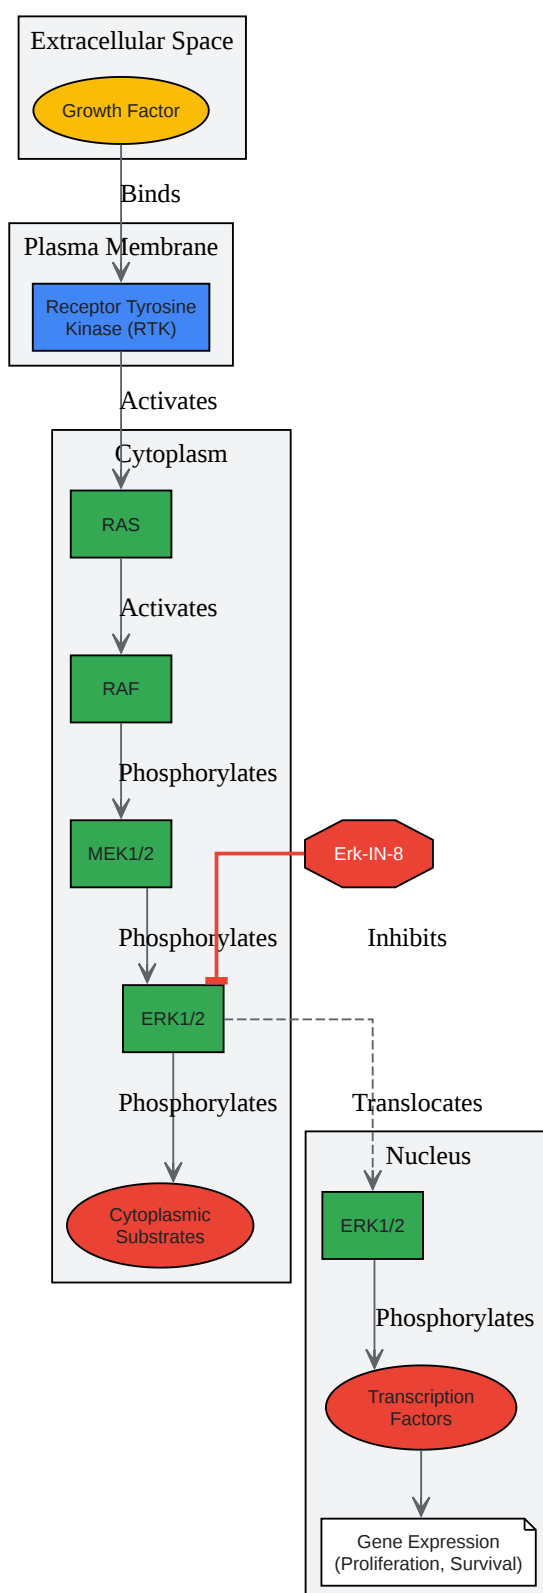 Extracellular Space
Growth Factor
Binds
Plasma Membrane
Receptor Tyrosine
Kinase (RTK)
Activates
Cytoplasm
RAS
Activates
RAF
Phosphorylates
MEK1/2
Erk-IN-8
Phosphorylates
Inhibits
ERK1/2
Phosphorylates
Translocates
Nucleus
Cytoplasmic
Substrates
ERK1/2
Phosphorylates
Transcription
Factors
Gene Expression
(Proliferation, Survival)